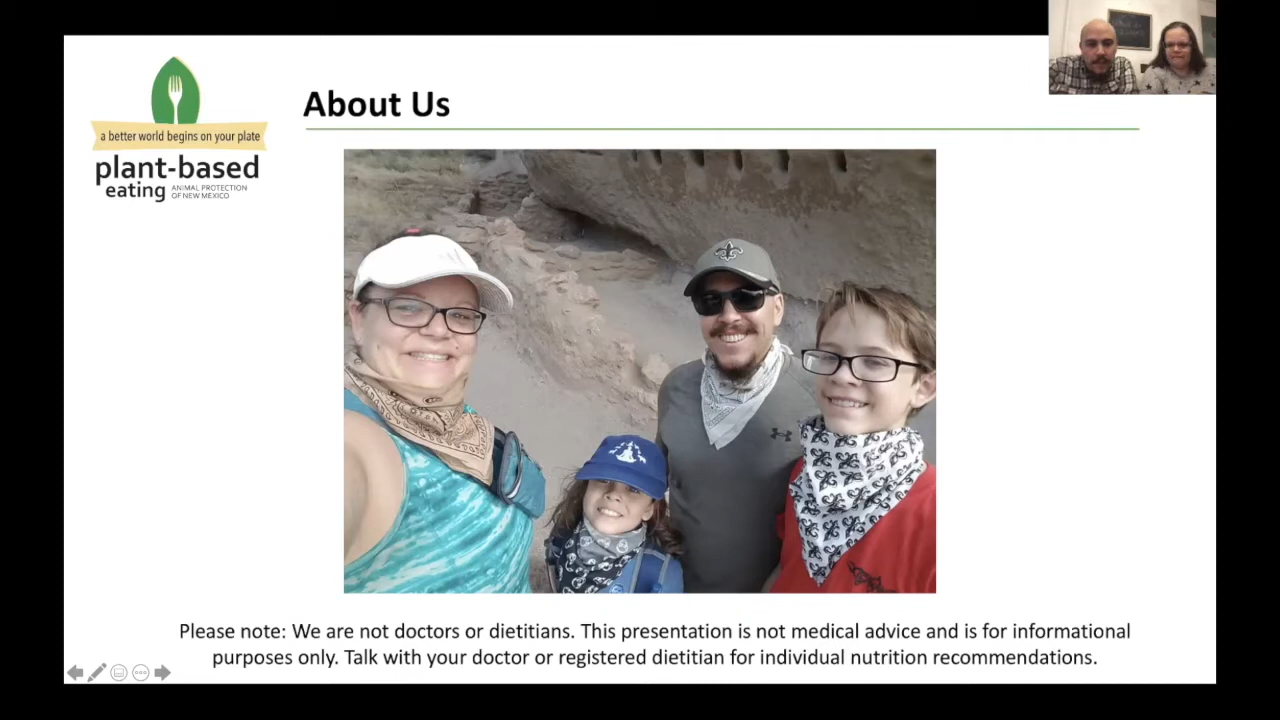 About Us
a better world begins on your plate
plant-based
eating ANIMAL PROTECTION
OF NEW MEXICO
Please note: We are not doctors or dietitians. This presentation is not medical advice and is for informational
purposes only. Talk with your doctor or registered dietitian for individual nutrition recommendations.